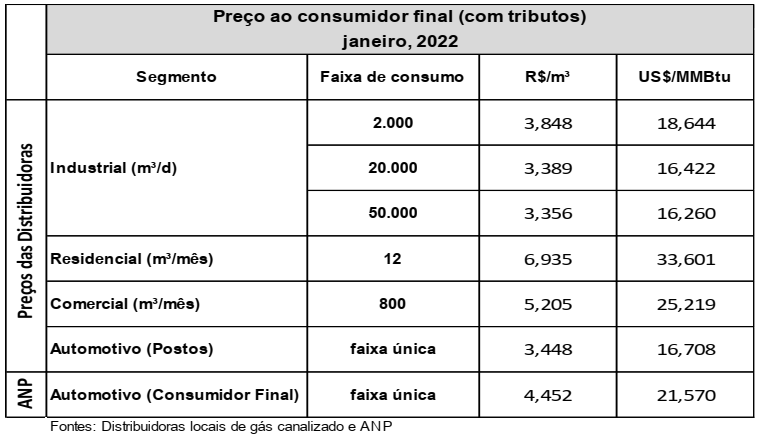 Preço ao consumidor final (com tributos)
janeiro, 2022
Segmento Faixa de consumo R$/m³ US$/MMBtu
Preços das Distribuidoras
Industrial (m³/d)
2.000 3,848 18,644
20.000 3,389 16,422
50.000 3,356 16,260
Residencial (m³/mês) 12 6,935 33,601
Comercial (m³/mês) 800 5,205 25,219
Automotivo (Postos) faixa única 3,448 16,708
ANP
Automotivo (Consumidor Final) faixa única 4,452 21,570
Fontes: Distribuidoras locais de gás canalizado e ANP